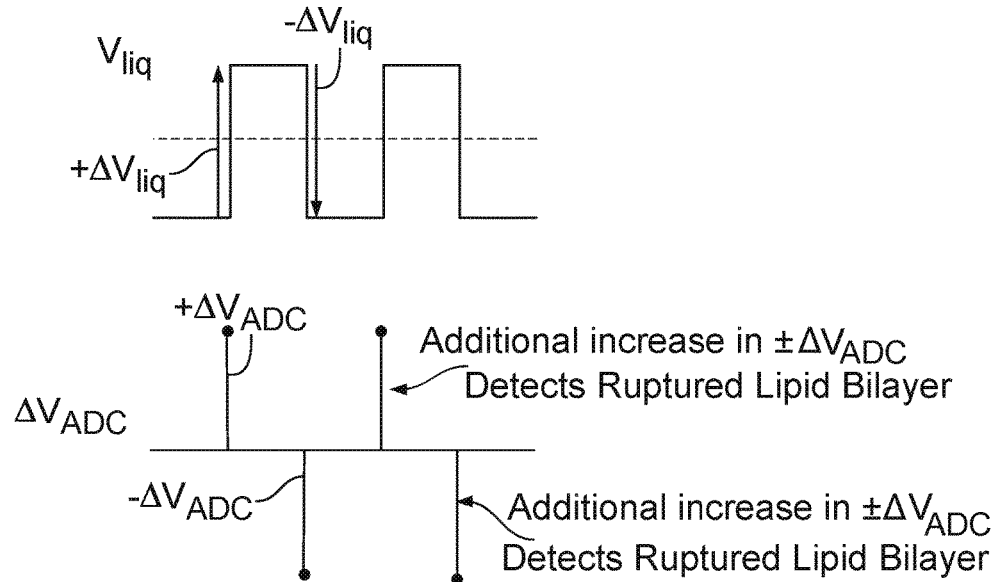 -ΔV_liq
V_liq
+ΔV_liq
+ΔV_ADC
Additional increase in ±ΔV_ADC
Detects Ruptured Lipid Bilayer
ΔV_ADC
-ΔV_ADC
Additional increase in ±ΔV_ADC
Detects Ruptured Lipid Bilayer